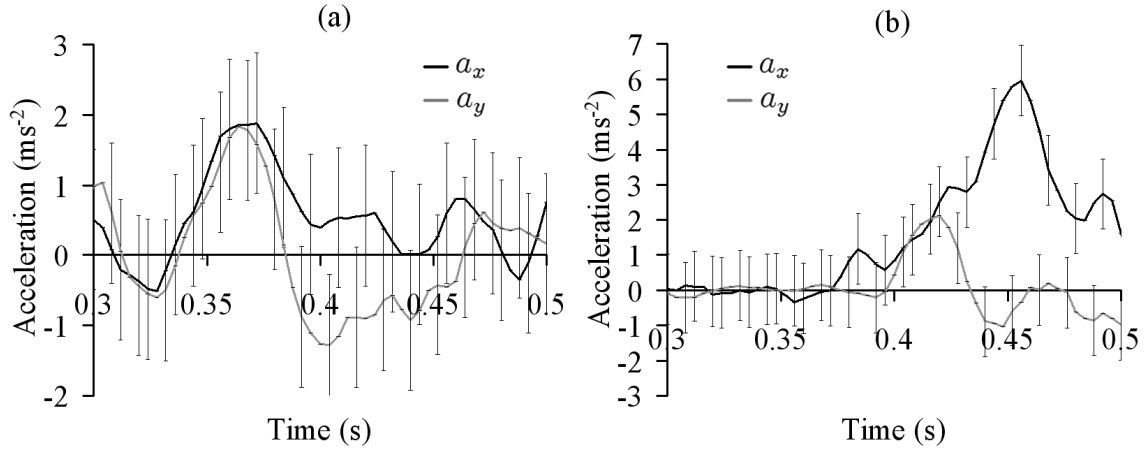 (a)
3
2
1
0
-1
-2
Acceleration (ms⁻²)
0.3 0.35 0.4 0.45 0.5
Time (s)
a_x
a_y
(b)
7
6
5
4
3
2
1
0
-1
-2
-3
Acceleration (ms⁻²)
0.3 0.35 0.4 0.45 0.5
Time (s)
a_x
a_y